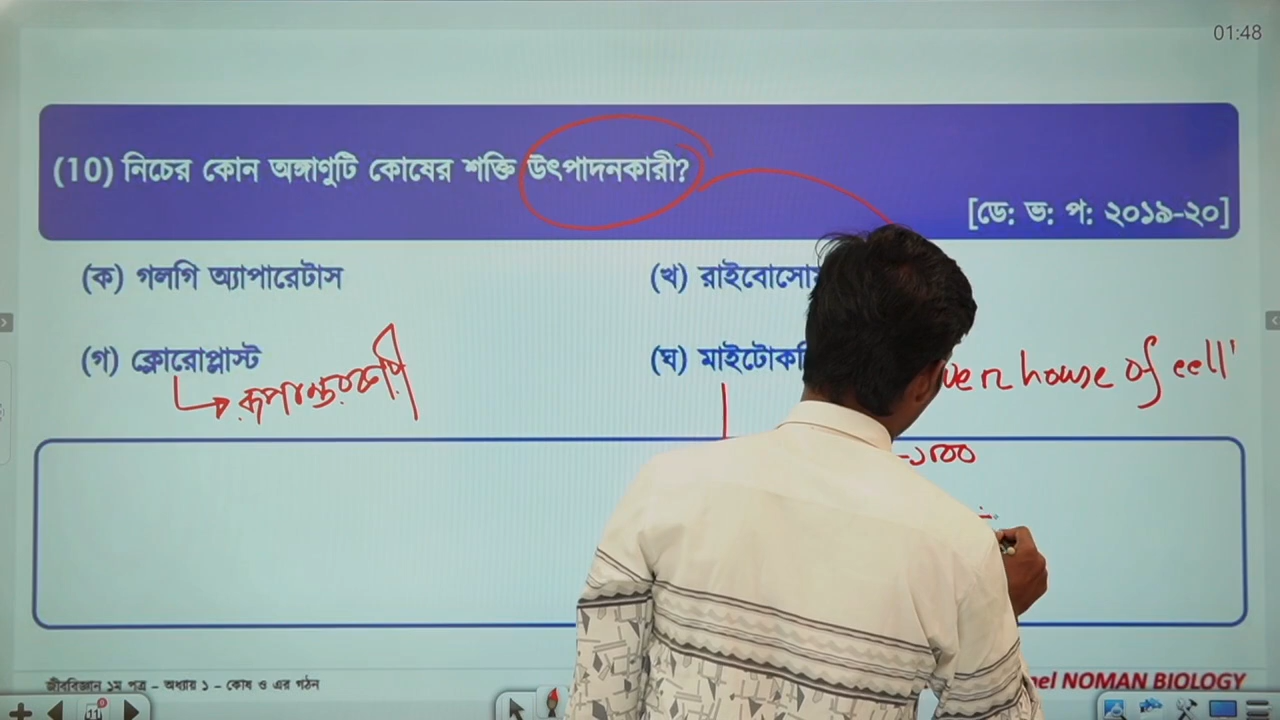 01:48
(10) নিচের কোন অঙ্গাণুটি কোষের শক্তি উৎপাদনকারী?
[ডে: ভ: প: ২০১৯-২০]
(ক) গলগি অ্যাপারেটাস
(খ) রাইবোসো
(গ) ক্লোরোপ্লাস্ট
(ঘ) মাইটোক
house of cell'
রূপান্তরকারী
জীববিজ্ঞান ১ম পত্র – অধ্যায় ১ – কোষ ও এর গঠন
11
nel NOMAN BIOLOGY